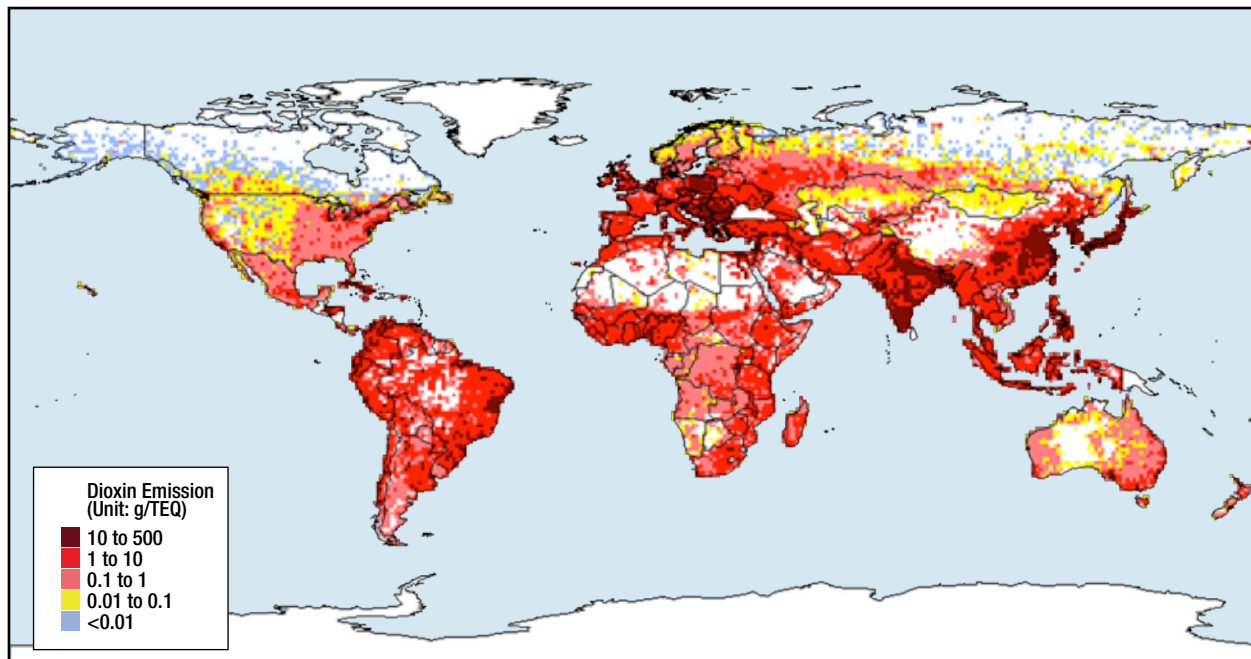 Dioxin Emission
(Unit: g/TEQ)
10 to 500
1 to 10
0.1 to 1
0.01 to 0.1
<0.01